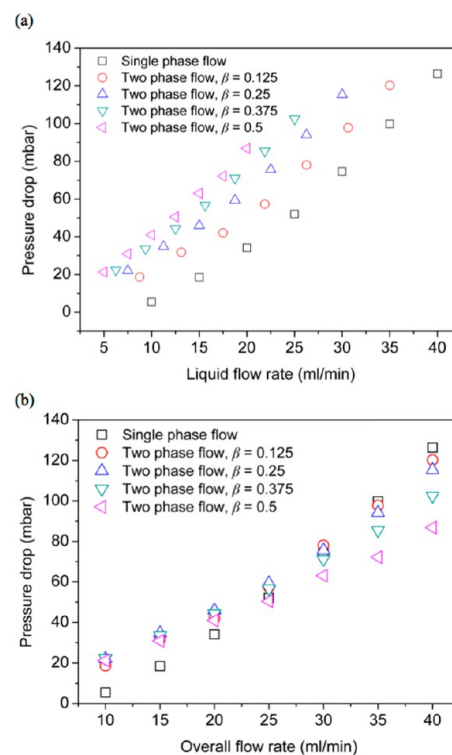 (a)
140
120
100
80
60
40
20
0
Pressure drop (mbar)
Single phase flow
Two phase flow, β = 0.125
Two phase flow, β = 0.25
Two phase flow, β = 0.375
Two phase flow, β = 0.5
5 10 15 20 25 30 35 40
Liquid flow rate (ml/min)
(b)
140
120
100
80
60
40
20
0
Pressure drop (mbar)
Single phase flow
Two phase flow, β = 0.125
Two phase flow, β = 0.25
Two phase flow, β = 0.375
Two phase flow, β = 0.5
10 15 20 25 30 35 40
Overall flow rate (ml/min)